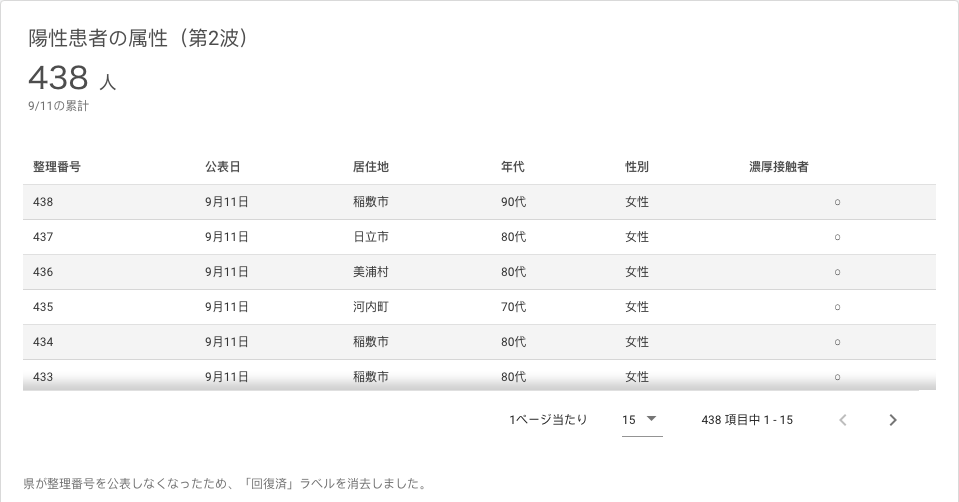 陽性患者の属性（第2波）
438 人
9/11の累計
整理番号 公表日 居住地 年代 性別 濃厚接触者
438 9月11日 稲敷市 90代 女性 ○
437 9月11日 日立市 80代 女性 ○
436 9月11日 美浦村 80代 女性 ○
435 9月11日 河内町 70代 女性 ○
434 9月11日 稲敷市 80代 女性 ○
433 9月11日 稲敷市 80代 女性 ○
1ページ当たり 15 438 項目中 1 - 15
県が整理番号を公表しなくなったため、「回復済」ラベルを消去しました。